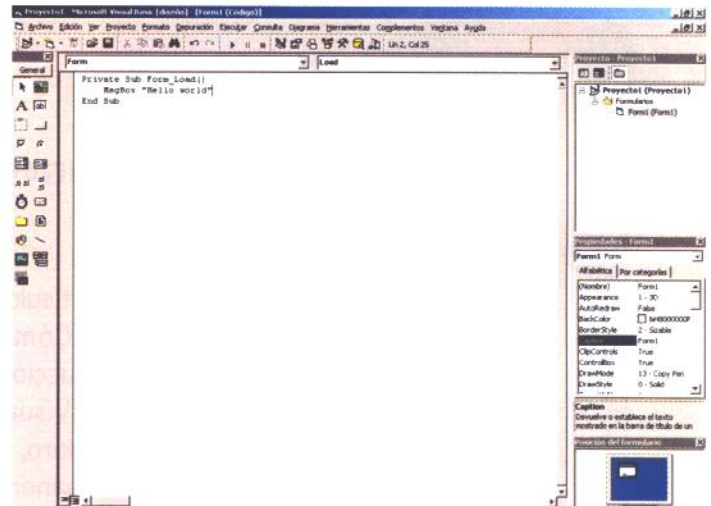 Proyecto1 - Microsoft Visual Basic [diseño] - [Form1 (Código)]
Archivo Edición Ver Proyecto Formato Depuración Ejecutar Consulta Diagrama Herramientas Complementos Ventana Ayuda
Lín 2, Col 25
General
Form
Load
Private Sub Form_Load()
MsgBox "Hello world"
End Sub
Proyecto - Proyecto1
Proyecto1 (Proyecto1)
Formularios
Form1 (Form1)
Propiedades - Form1
Form1 Form
Alfabética
Por categorías
(Nombre) Form1
Appearance 1 - 3D
AutoRedraw False
BackColor &H8000000F
BorderStyle 2 - Sizable
Caption Form1
ClipControls True
ControlBox True
DrawMode 13 - Copy Pen
DrawStyle 0 - Solid
Caption
Devuelve o establece el texto
mostrado en la barra de título de un
Posición del formulario